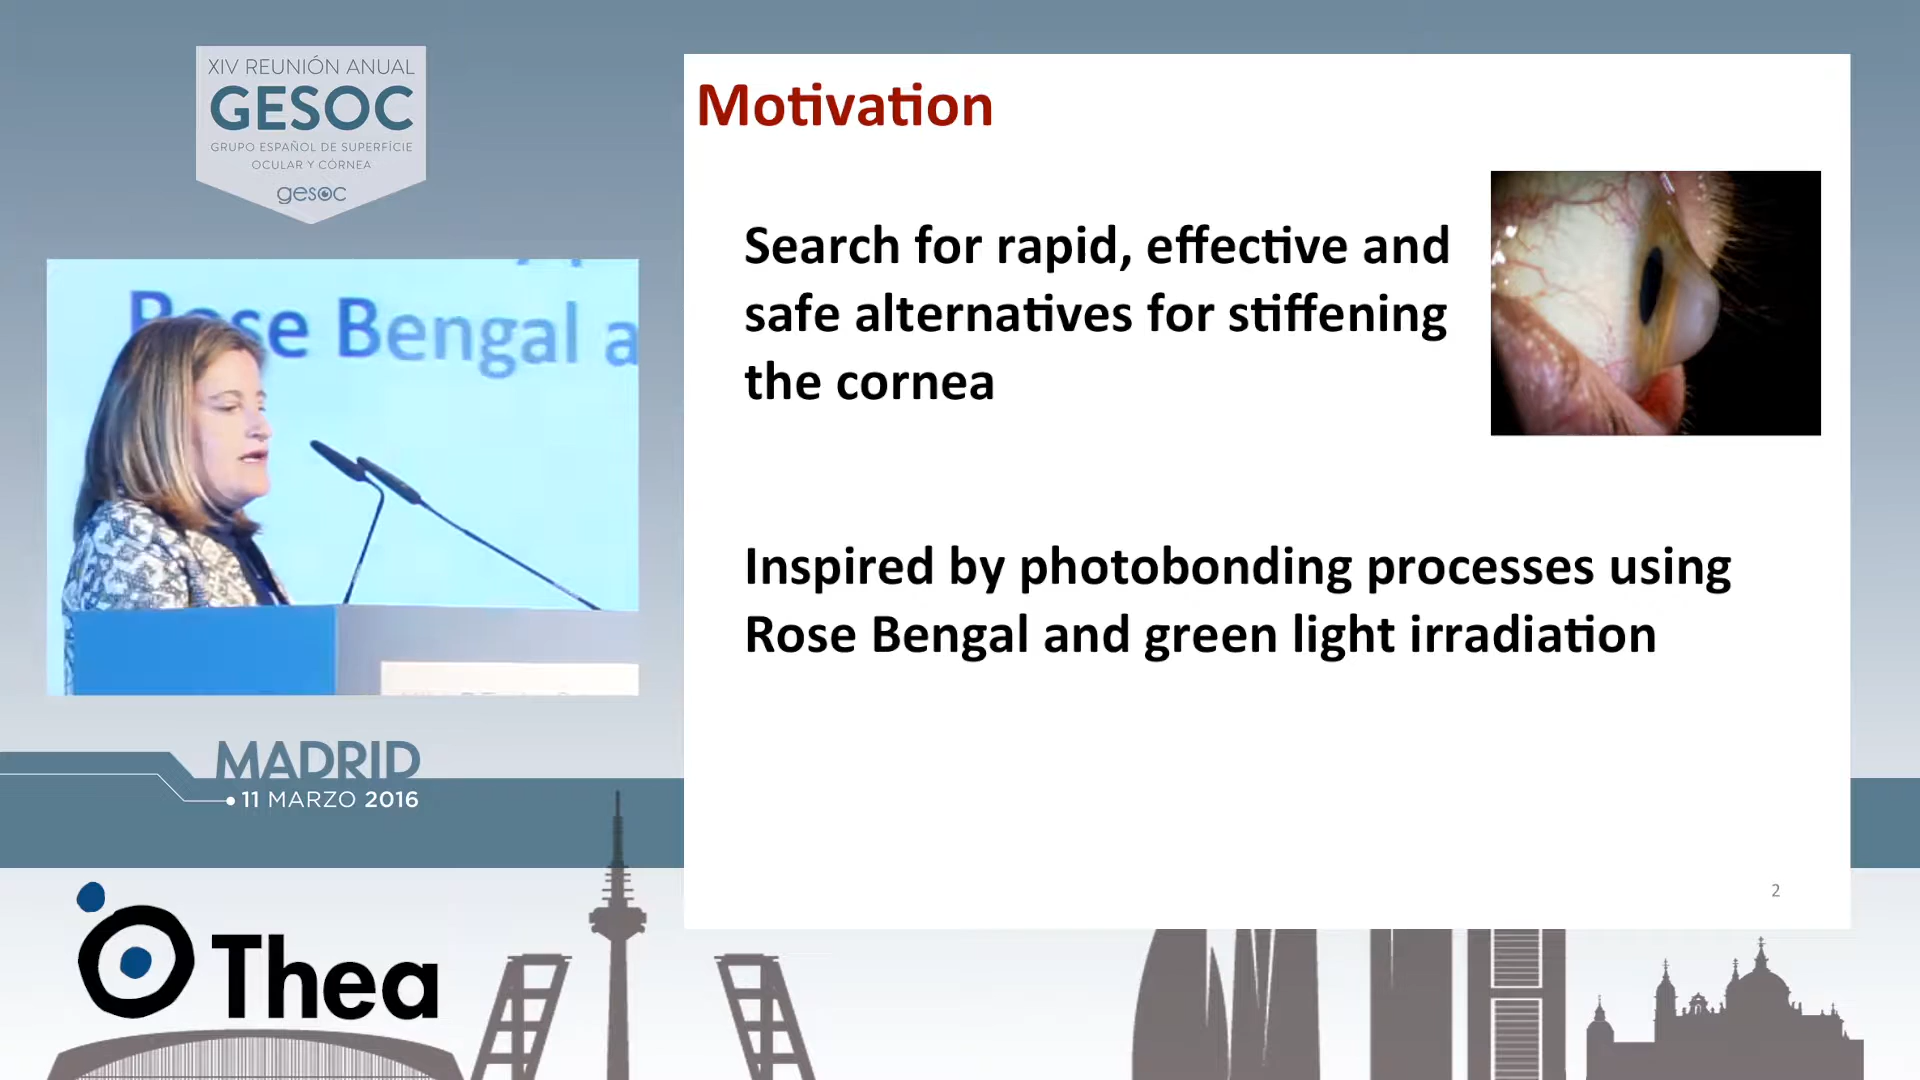 XIV REUNIÓN ANUAL
GESOC
GRUPO ESPAÑOL DE SUPERFÍCIE
OCULAR Y CÓRNEA
gesoc
Rose Bengal a
MADRID
11 MARZO 2016
Thea
Motivation
Search for rapid, effective and
safe alternatives for stiffening
the cornea
Inspired by photobonding processes using
Rose Bengal and green light irradiation
2